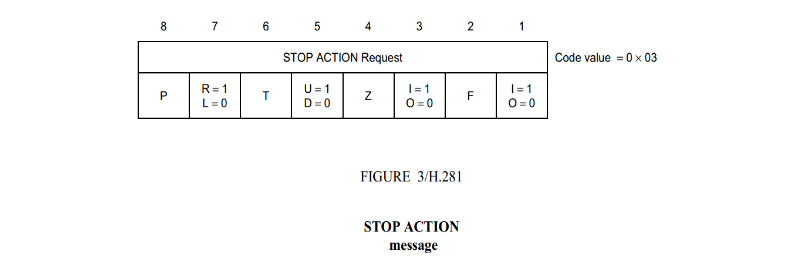 8 7 6 5 4 3 2 1
STOP ACTION Request Code value = 0 × 03
P R = 1 T U = 1 Z I = 1 F I = 1
L = 0 D = 0 O = 0 O = 0
FIGURE 3/H.281
STOP ACTION
message